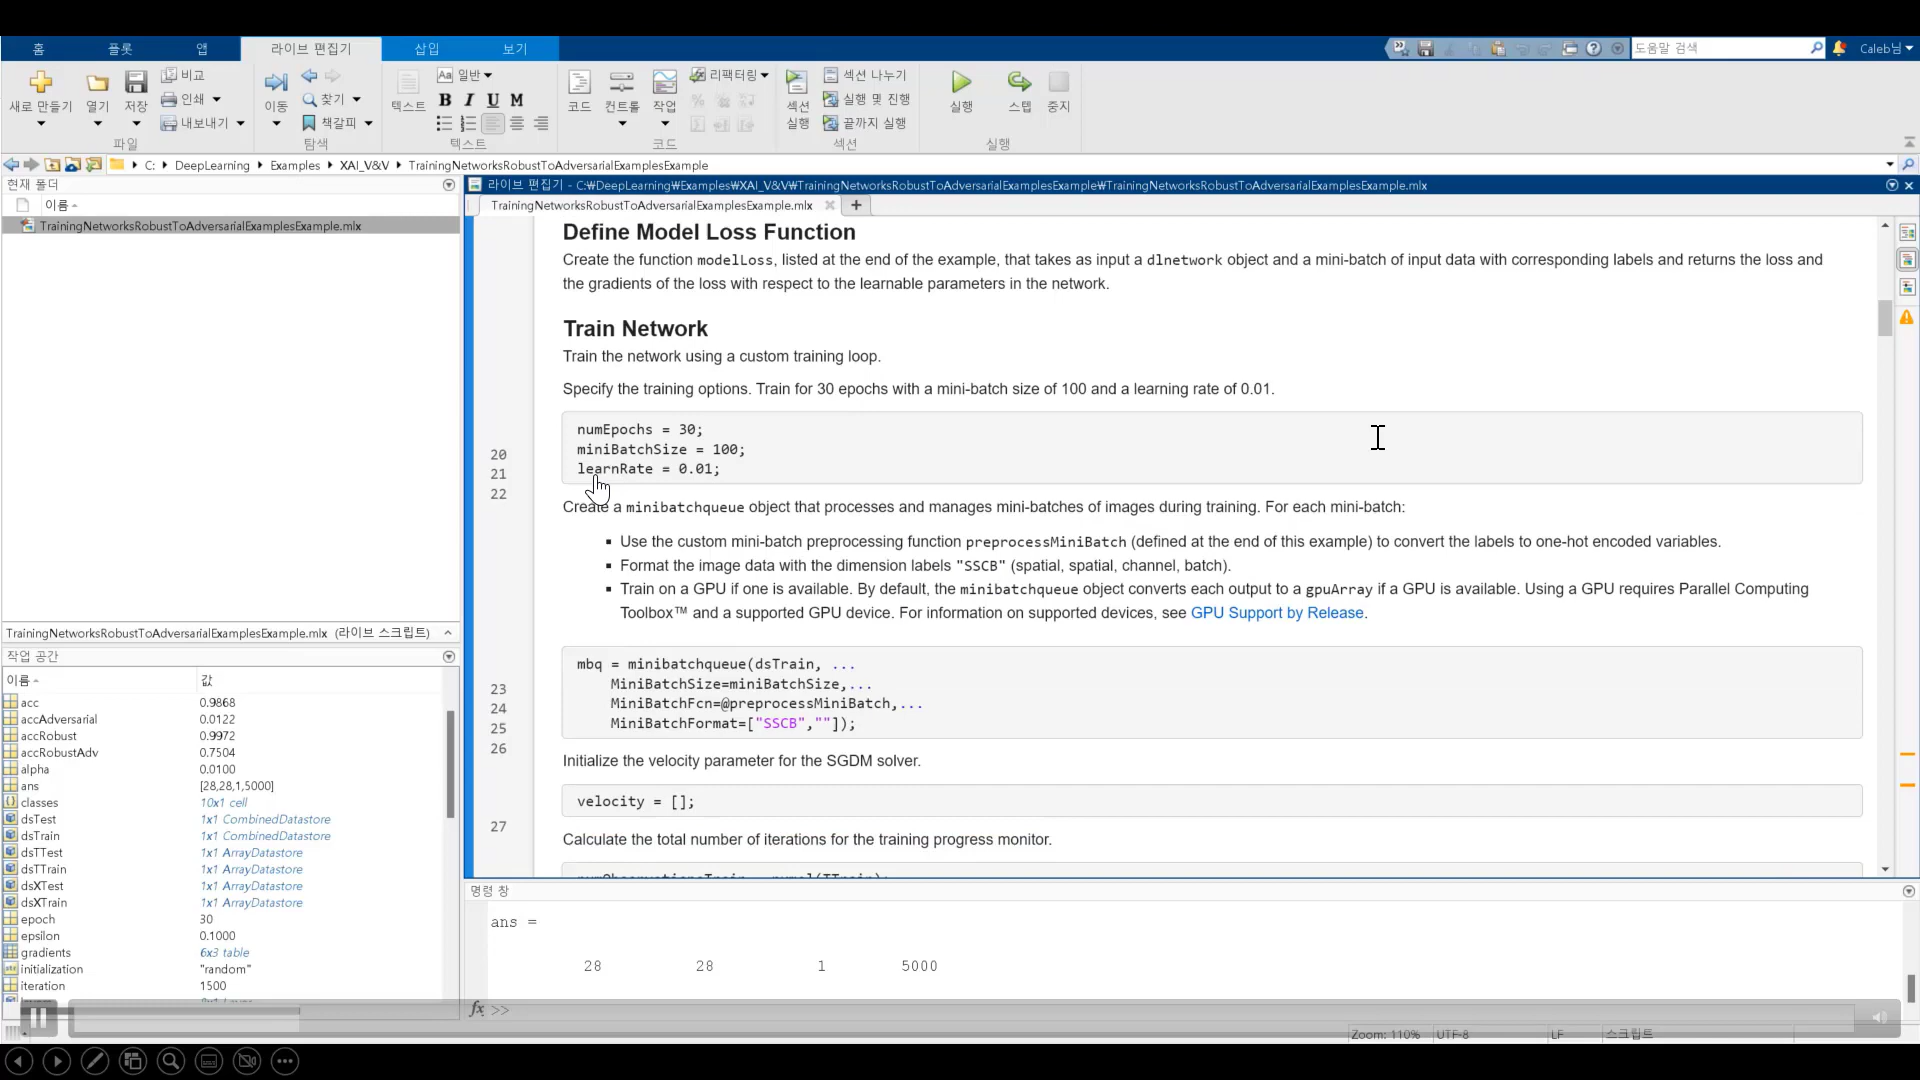 홈 플롯 앱 라이브 편집기 삽입 보기 도움말 검색 Caleb님
새로 만들기 열기 저장 비교 인쇄 내보내기 파일
이동 찾기 책갈피 탐색
텍스트 Aa 일반 B I U M 텍스트
코드 컨트롤 작업 리팩터링 코드
섹션 실행 섹션 나누기 실행 및 진행 끝까지 실행 섹션
실행 스텝 중지 실행
C: DeepLearning Examples XAI_V&V TrainingNetworksRobustToAdversarialExamplesExample
현재 폴더
이름
TrainingNetworksRobustToAdversarialExamplesExample.mlx
TrainingNetworksRobustToAdversarialExamplesExample.mlx (라이브 스크립트)
작업 공간
이름 값
acc 0.9868
accAdversarial 0.0122
accRobust 0.9972
accRobustAdv 0.7504
alpha 0.0100
ans [28,28,1,5000]
classes 10x1 cell
dsTest 1x1 CombinedDatastore
dsTrain 1x1 CombinedDatastore
dsTTest 1x1 ArrayDatastore
dsTTrain 1x1 ArrayDatastore
dsXTest 1x1 ArrayDatastore
dsXTrain 1x1 ArrayDatastore
epoch 30
epsilon 0.1000
gradients 6x3 table
initialization "random"
iteration 1500
라이브 편집기 - C:₩DeepLearning₩Examples₩XAI_V&V₩TrainingNetworksRobustToAdversarialExamplesExample₩TrainingNetworksRobustToAdversarialExamplesExample.mlx
TrainingNetworksRobustToAdversarialExamplesExample.mlx
Define Model Loss Function
Create the function modelLoss, listed at the end of the example, that takes as input a dlnetwork object and a mini-batch of input data with corresponding labels and returns the loss and
the gradients of the loss with respect to the learnable parameters in the network.
Train Network
Train the network using a custom training loop.
Specify the training options. Train for 30 epochs with a mini-batch size of 100 and a learning rate of 0.01.
numEpochs = 30;
20 miniBatchSize = 100;
21 learnRate = 0.01;
22
Create a minibatchqueue object that processes and manages mini-batches of images during training. For each mini-batch:
▪ Use the custom mini-batch preprocessing function preprocessMiniBatch (defined at the end of this example) to convert the labels to one-hot encoded variables.
▪ Format the image data with the dimension labels "SSCB" (spatial, spatial, channel, batch).
▪ Train on a GPU if one is available. By default, the minibatchqueue object converts each output to a gpuArray if a GPU is available. Using a GPU requires Parallel Computing
Toolbox™ and a supported GPU device. For information on supported devices, see GPU Support by Release.
mbq = minibatchqueue(dsTrain, ...
23 MiniBatchSize=miniBatchSize,...
24 MiniBatchFcn=@preprocessMiniBatch,...
25 MiniBatchFormat=["SSCB",""]);
26
Initialize the velocity parameter for the SGDM solver.
velocity = [];
27
Calculate the total number of iterations for the training progress monitor.
numObservationsTrain = numel(TTrain);
명령 창
ans =
28 28 1 5000
fx >>
Zoom: 110% UTF-8 LF 스크립트